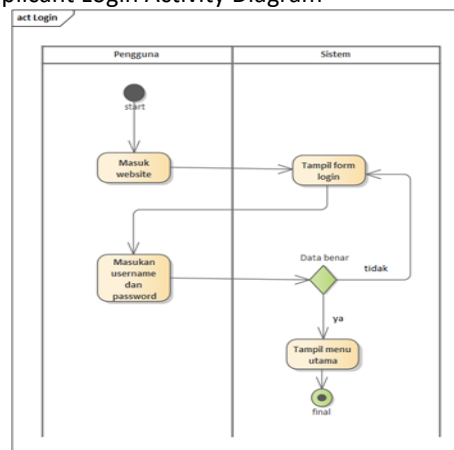 plicant Login Activity Diagram
act Login
Pengguna
Sistem
start
Masuk
website
Tampil form
login
Masukan
username
dan
password
Data benar
tidak
ya
Tampil menu
utama
final